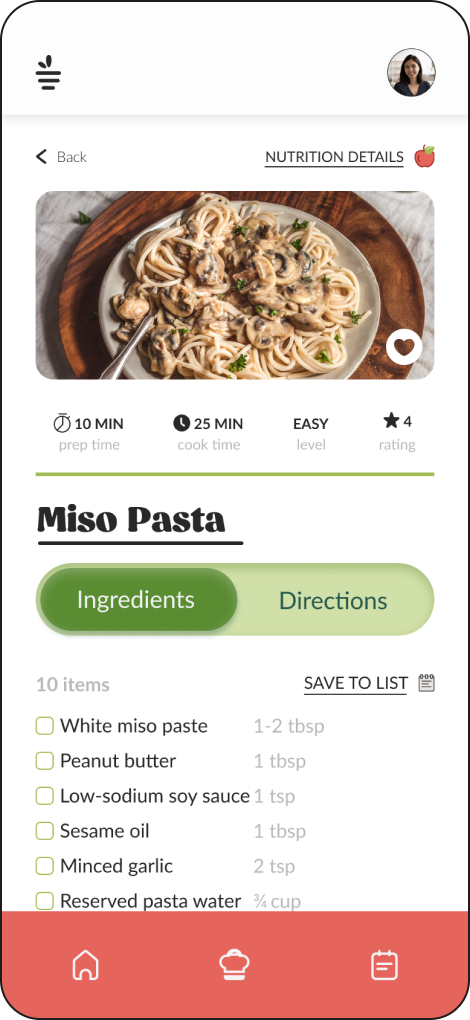 Back
NUTRITION DETAILS
10 MIN
prep time
25 MIN
cook time
EASY
level
4
rating
Miso Pasta
Ingredients
Directions
10 items
SAVE TO LIST
White miso paste 1-2 tbsp
Peanut butter 1 tbsp
Low-sodium soy sauce 1 tsp
Sesame oil 1 tbsp
Minced garlic 2 tsp
Reserved pasta water ¾ cup